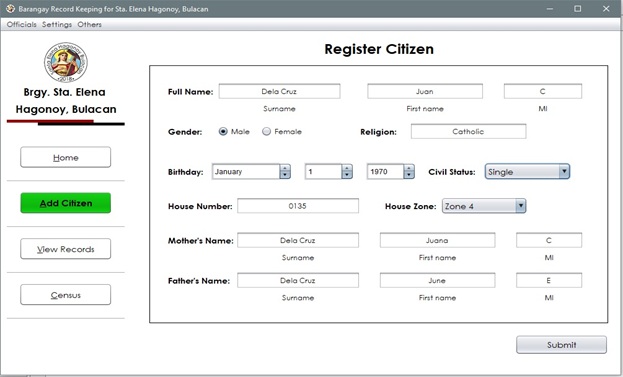 Barangay Record Keeping for Sta. Elena Hagonoy, Bulacan
Officials Settings Others
Brgy. Sta. Elena
Hagonoy, Bulacan
Home
Add Citizen
View Records
Census
Register Citizen
Full Name: Dela Cruz Juan C
Surname First name MI
Gender: Male Female Religion: Catholic
Birthday: January 1 1970 Civil Status: Single
House Number: 0135 House Zone: Zone 4
Mother's Name: Dela Cruz Juana C
Surname First name MI
Father's Name: Dela Cruz June E
Surname First name MI
Submit